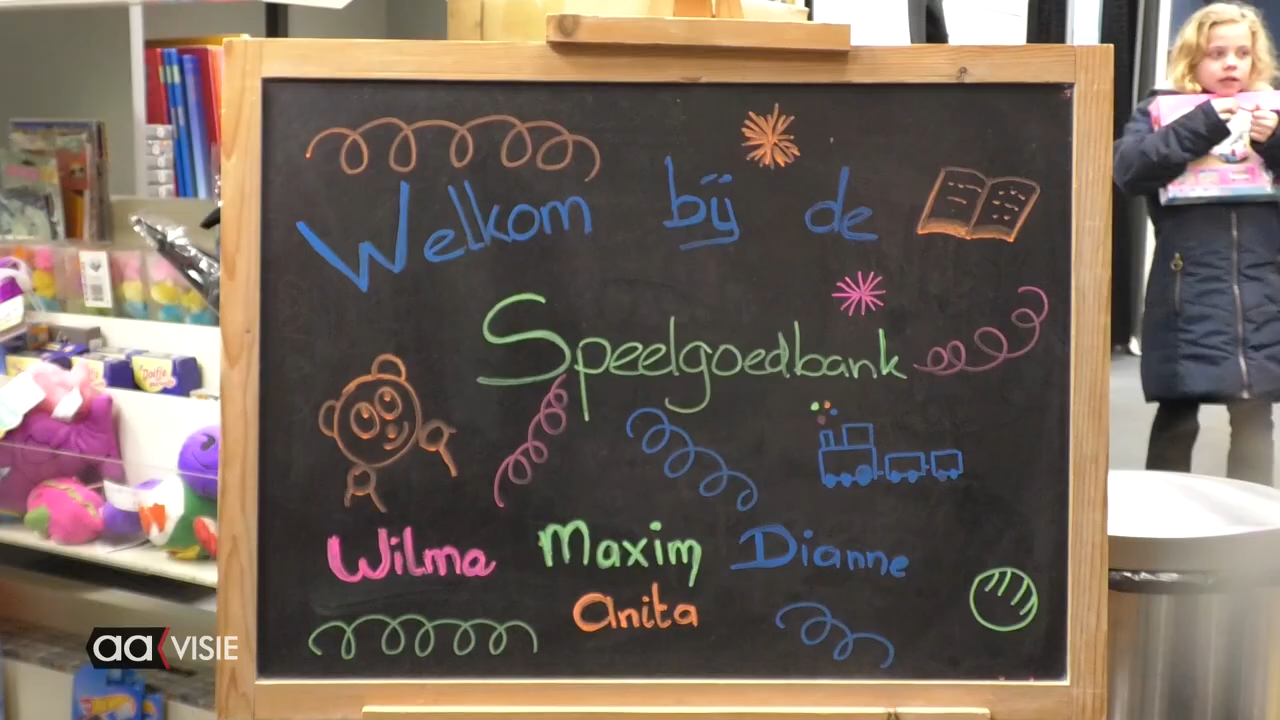 Welkom bij de
Speelgoedbank
Wilma Maxim Dianne
Anita
aa VISIE